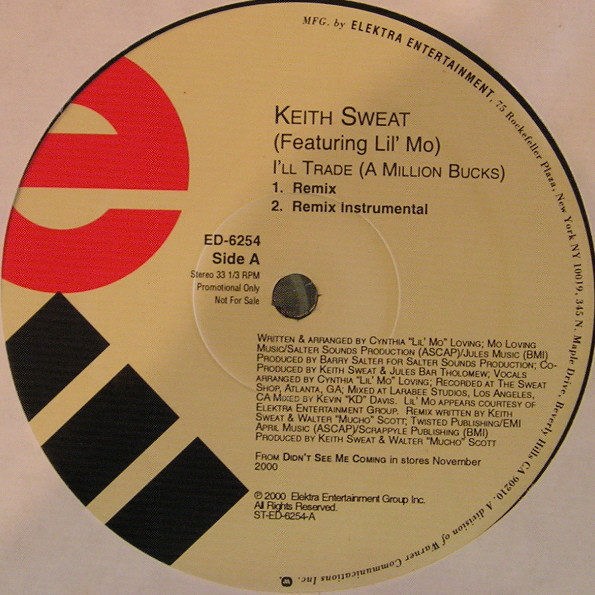 MFG. by ELEKTRA ENTERTAINMENT, 75 Rockefeller Plaza, New York NY 10019, 345 N. Maple Drive, Beverly Hills CA 90210. A division of Warner Communications Inc.
KEITH SWEAT
(Featuring Lil' Mo)
I'LL TRADE (A MILLION BUCKS)
1. Remix
2. Remix Instrumental
ED-6254
Side A
Stereo 33 1/3 RPM
Promotional Only
Not For Sale
WRITTEN & ARRANGED BY CYNTHIA "LIL' MO" LOVING; MO LOVING
MUSIC/SALTER SOUNDS PRODUCTION (ASCAP)/JULES MUSIC (BMI)
PRODUCED BY BARRY SALTER FOR SALTER SOUNDS PRODUCTION; CO-
PRODUCED BY KEITH SWEAT & JULES BAR THOLOMEW; VOCALS
ARRANGED BY CYNTHIA "LIL' MO" LOVING; RECORDED AT THE SWEAT
SHOP, ATLANTA, GA; MIXED AT LARABEE STUDIOS, LOS ANGELES,
CA MIXED BY KEVIN "KD" DAVIS. LIL' MO APPEARS COURTESY OF
ELEKTRA ENTERTAINMENT GROUP. REMIX WRITTEN BY KEITH
SWEAT & WALTER "MUCHO" SCOTT; TWISTED PUBLISHING/EMI
APRIL MUSIC (ASCAP)/SCRAPPYLE PUBLISHING (BMI)
PRODUCED BY KEITH SWEAT & WALTER "MUCHO" SCOTT
FROM DIDN'T SEE ME COMING IN STORES NOVEMBER
2000
℗ 2000 Elektra Entertainment Group Inc.
All Rights Reserved.
ST-ED-6254-A
e